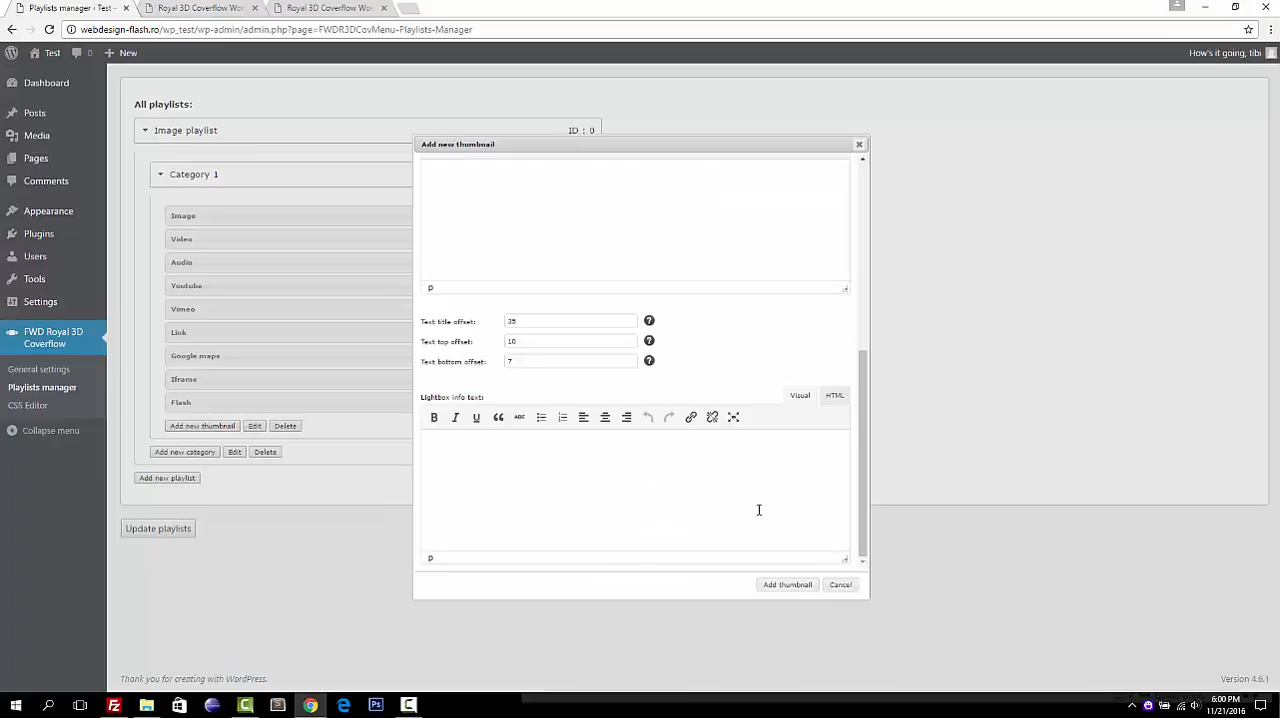 Playlists manager ‹ Test –
Royal 3D Coverflow Wor
Royal 3D Coverflow Wor
webdesign-flash.ro/wp_test/wp-admin/admin.php?page=FWDR3DCovMenu-Playlists-Manager
Test
0
New
How's it going, tibi
Dashboard
Posts
Media
Pages
Comments
Appearance
Plugins
Users
Tools
Settings
FWD Royal 3D
Coverflow
General settings
Playlists manager
CSS Editor
Collapse menu
All playlists:
Image playlist
ID : 0
Category 1
Image
Video
Audio
Youtube
Vimeo
Link
Google maps
Iframe
Flash
Add new thumbnail
Edit
Delete
Add new category
Edit
Delete
Add new playlist
Update playlists
Add new thumbnail
p
Text title offset:
35
Text top offset:
10
Text bottom offset:
7
Lightbox info text:
Visual
HTML
B I U ABC
p
Add thumbnail
Cancel
Thank you for creating with WordPress.
Version 4.6.1
6:00 PM
11/21/2016